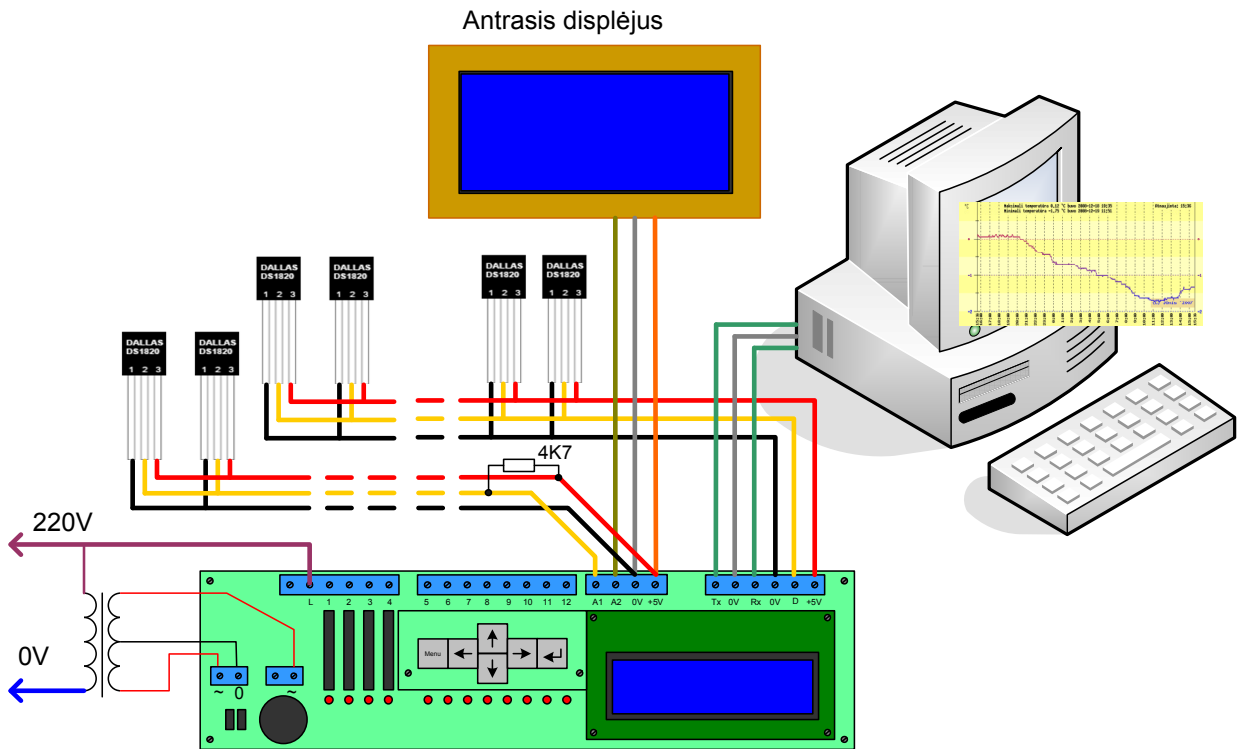 Antrasis displėjus
DALLAS
DS1820
1 2 3
DALLAS
DS1820
1 2 3
DALLAS
DS1820
1 2 3
DALLAS
DS1820
1 2 3
DALLAS
DS1820
1 2 3
DALLAS
DS1820
1 2 3
4K7
220V
0V
L 1 2 3 4
5 6 7 8 9 10 11 12
A1 A2 0V +5V
Tx 0V Rx 0V D +5V
Menu
~ 0
~